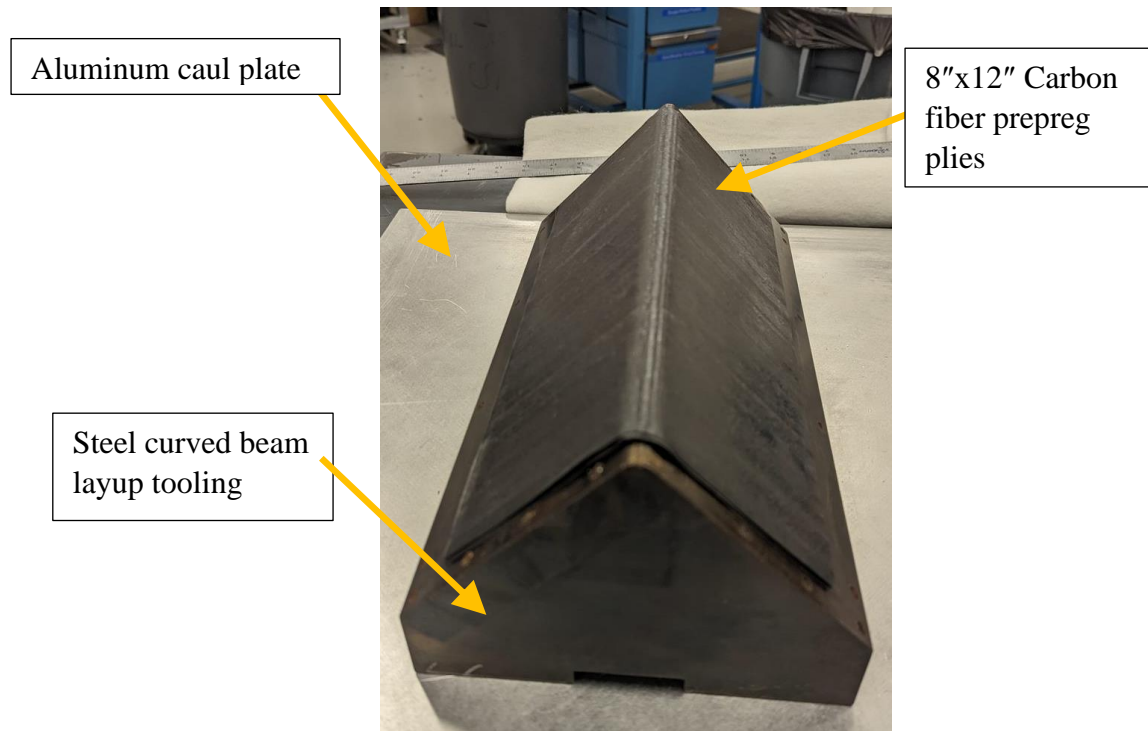 Aluminum caul plate
8″x12″ Carbon
fiber prepreg
plies
Steel curved beam
layup tooling